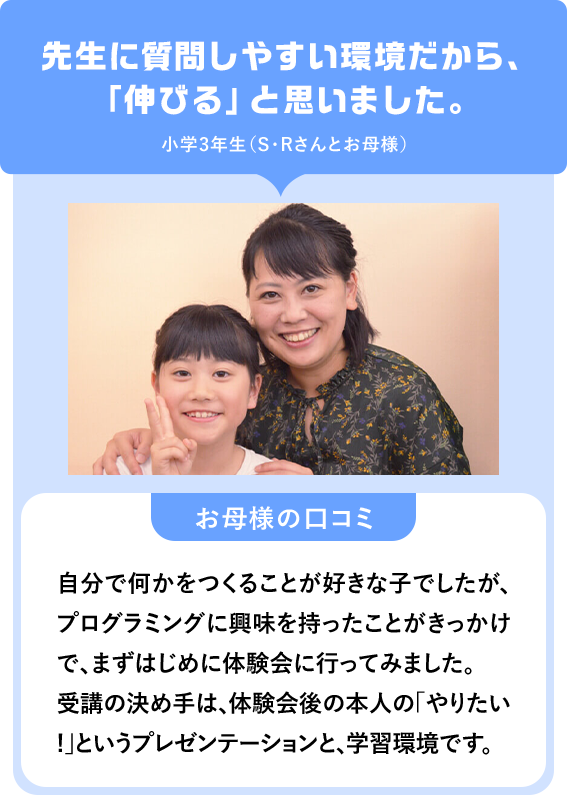 先生に質問しやすい環境だから、
「伸びる」と思いました。
小学3年生（S・Rさんとお母様）
お母様の口コミ
自分で何かをつくることが好きな子でしたが、
プログラミングに興味を持ったことがきっかけ
で、まずはじめに体験会に行ってみました。
受講の決め手は、体験会後の本人の「やりたい
！」というプレゼンテーションと、学習環境です。